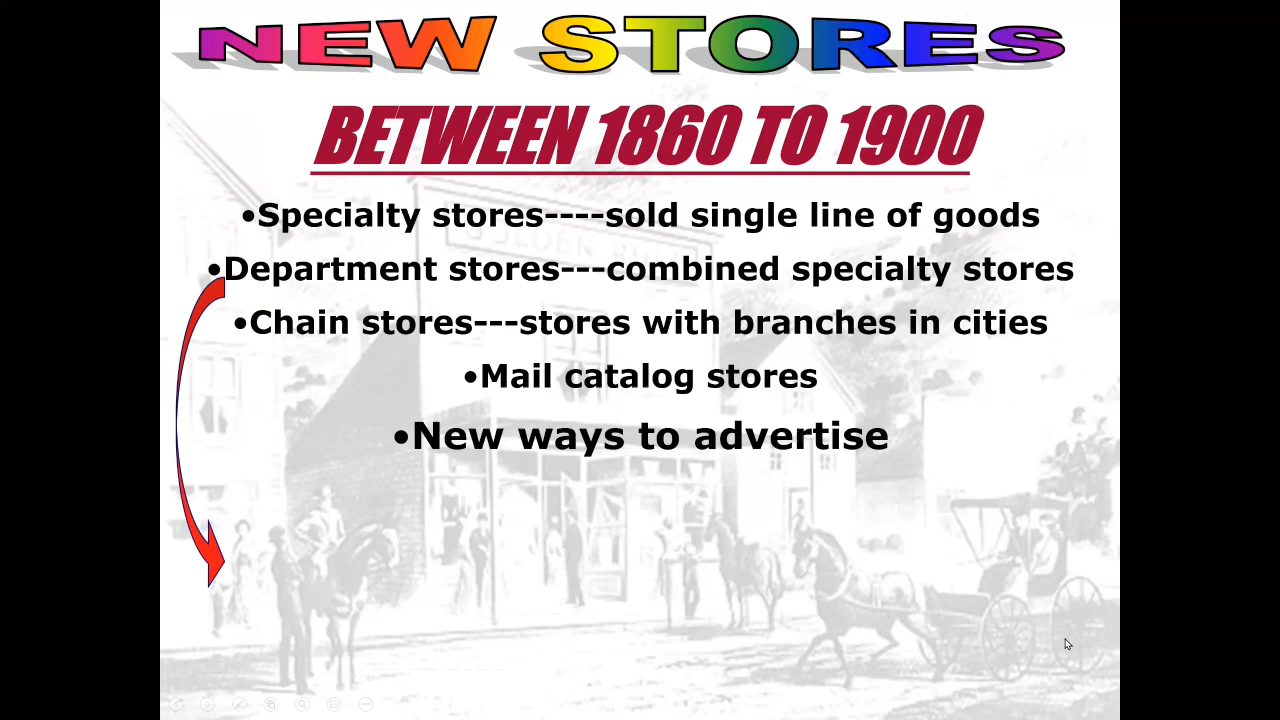 NEW STORES
BETWEEN 1860 TO 1900
•Specialty stores----sold single line of goods
•Department stores---combined specialty stores
•Chain stores---stores with branches in cities
•Mail catalog stores
•New ways to advertise